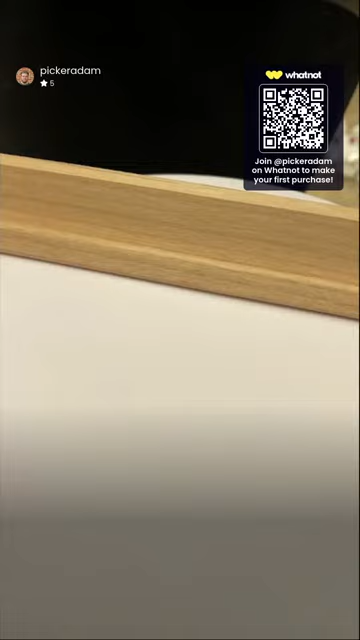 pickeradam
★ 5
whatnot
Join @pickeradam
on Whatnot to make
your first purchase!